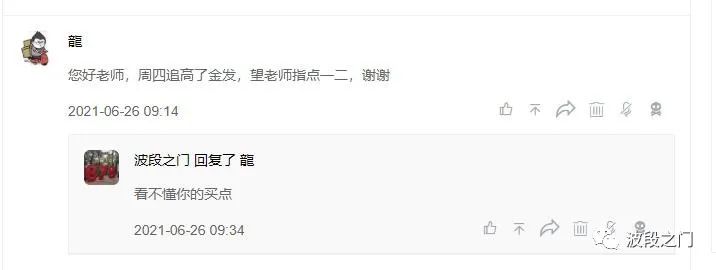 龍
您好老师，周四追高了金发，望老师指点一二，谢谢
2021-06-26 09:14
波段之门 回复了 龍
看不懂你的买点
2021-06-26 09:34
波段之门